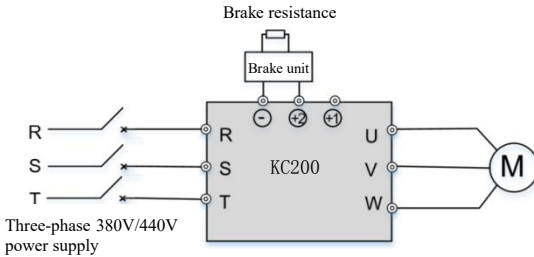 Brake resistance
Brake unit
- +2 +1
R R U
S S KC200 V M
T T W
Three-phase 380V/440V
power supply